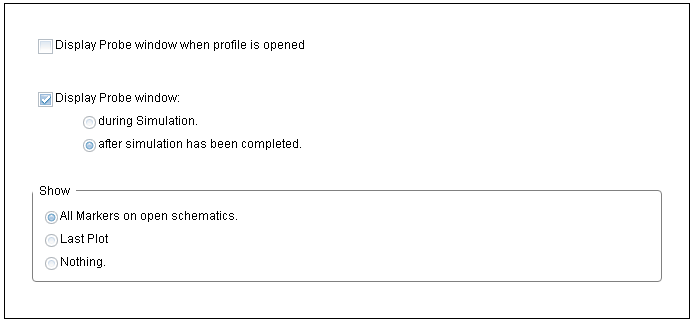 Display Probe window when profile is opened
Display Probe window:
during Simulation.
after simulation has been completed.
Show
All Markers on open schematics.
Last Plot
Nothing.